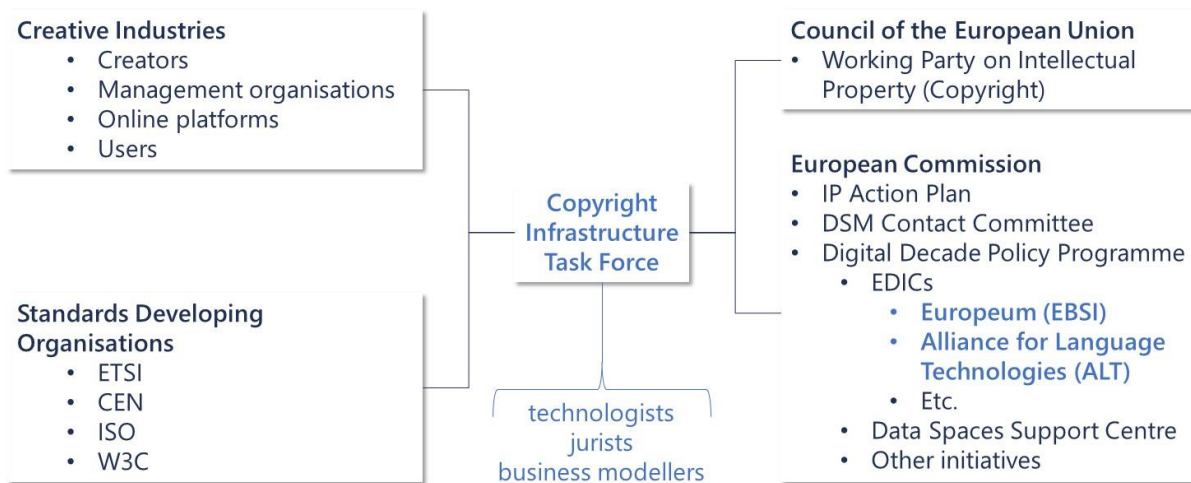 Creative Industries
• Creators
• Management organisations
• Online platforms
• Users
Standards Developing
Organisations
• ETSI
• CEN
• ISO
• W3C
Copyright
Infrastructure
Task Force
technologists
jurists
business modellers
Council of the European Union
• Working Party on Intellectual
Property (Copyright)
European Commission
• IP Action Plan
• DSM Contact Committee
• Digital Decade Policy Programme
• EDICs
• Europeum (EBSI)
• Alliance for Language
Technologies (ALT)
• Etc.
• Data Spaces Support Centre
• Other initiatives